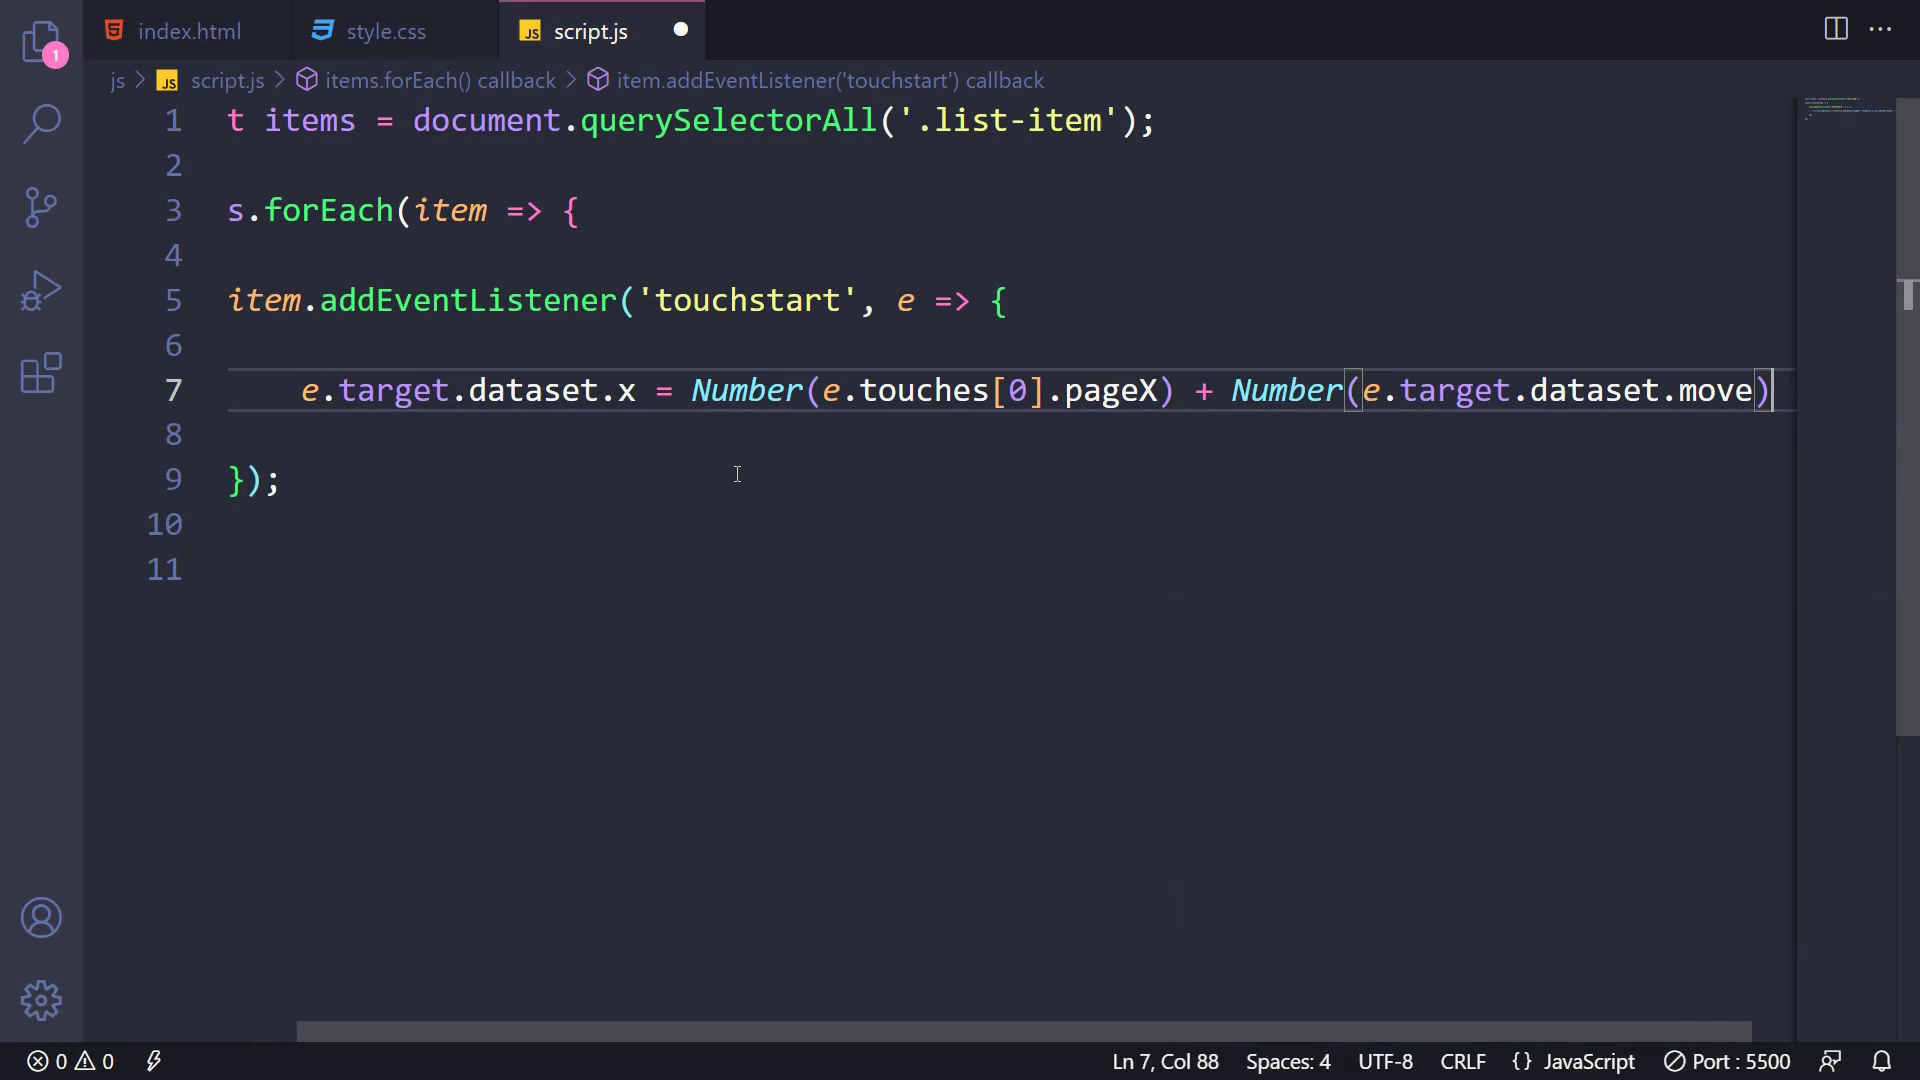 1
index.html
style.css
JS script.js
js > JS script.js > items.forEach() callback > item.addEventListener('touchstart') callback
1 t items = document.querySelectorAll('.list-item');
2
3 s.forEach(item => {
4
5 item.addEventListener('touchstart', e => {
6
7 e.target.dataset.x = Number(e.touches[0].pageX) + Number(e.target.dataset.move)
8
9 });
10
11
0 0 Ln 7, Col 88 Spaces: 4 UTF-8 CRLF {} JavaScript Port : 5500